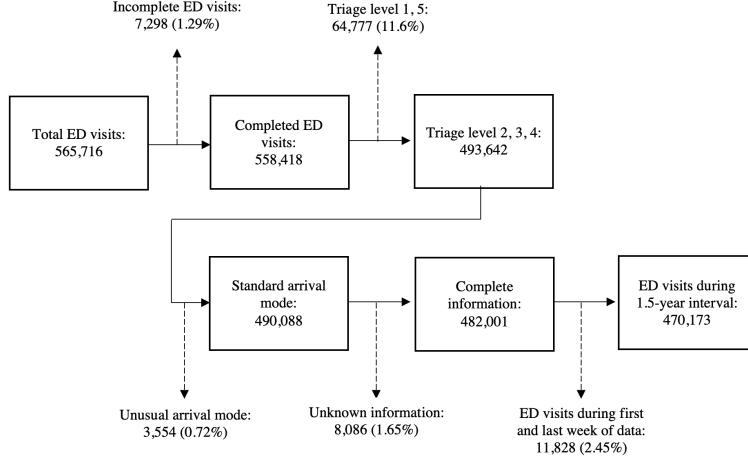 Incomplete ED visits:
7,298 (1.29%)
Triage level 1, 5:
64,777 (11.6%)
Total ED visits:
565,716
Completed ED
visits:
558,418
Triage level 2, 3, 4:
493,642
Standard arrival
mode:
490,088
Complete
information:
482,001
ED visits during
1.5-year interval:
470,173
Unusual arrival mode:
3,554 (0.72%)
Unknown information:
8,086 (1.65%)
ED visits during first
and last week of data:
11,828 (2.45%)